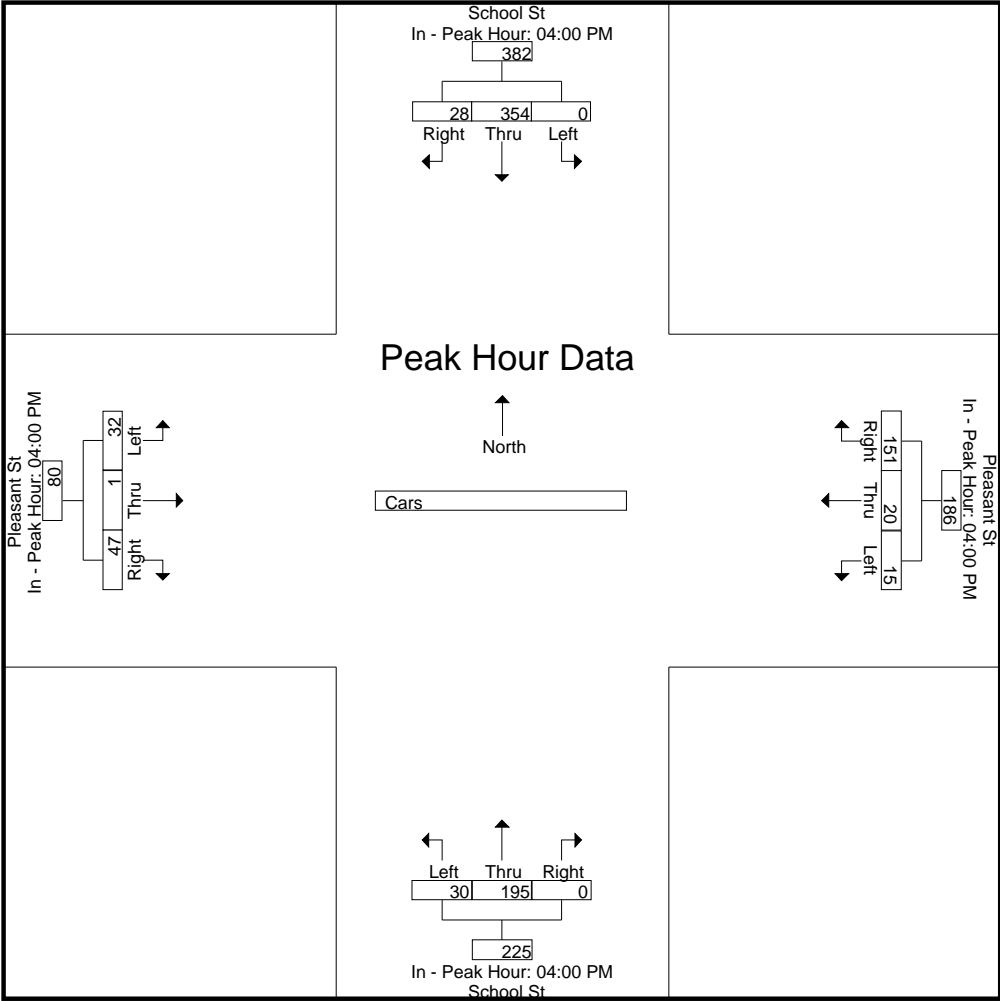 School St
In - Peak Hour: 04:00 PM
382
28 354 0
Right Thru Left
Peak Hour Data
North
Cars
Pleasant St
In - Peak Hour: 04:00 PM
80
32 1 47
Left Thru Right
Pleasant St
In - Peak Hour: 04:00 PM
186
151 20 15
Right Thru Left
Left Thru Right
30 195 0
225
In - Peak Hour: 04:00 PM
School St